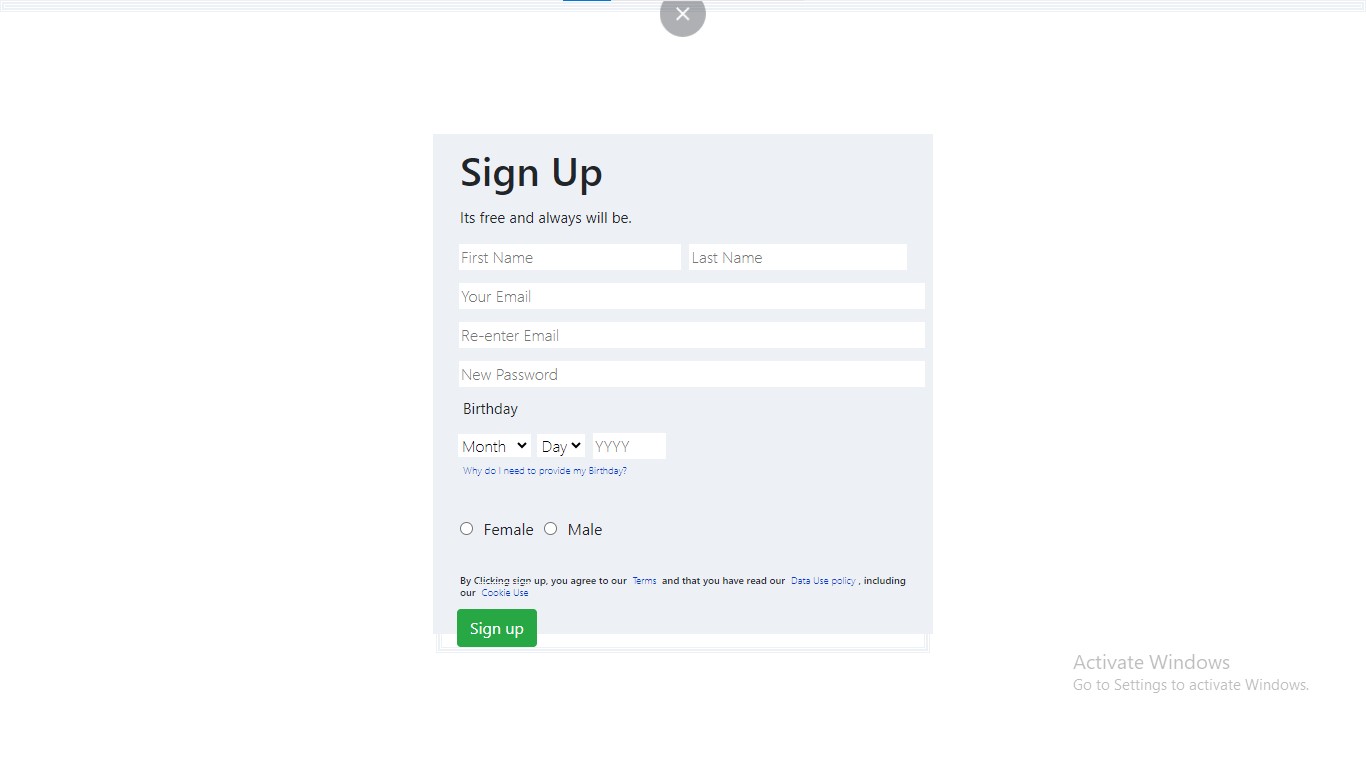 Sign Up
Its free and always will be.
First Name Last Name
Your Email
Re-enter Email
New Password
Birthday
Month Day YYYY
Why do I need to provide my Birthday?
Female Male
By Clicking sign up, you agree to our Terms and that you have read our Data Use policy , including
our Cookie Use
Sign up
Activate Windows
Go to Settings to activate Windows.